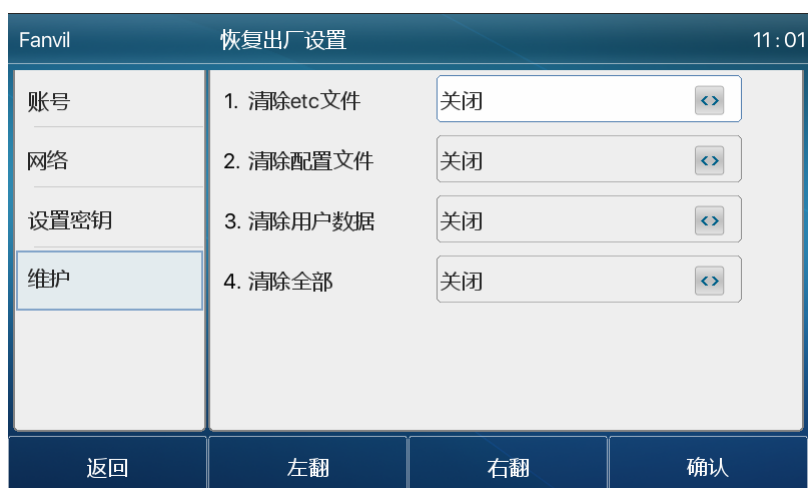 Fanvil 恢复出厂设置 11:01
账号
网络
设置密钥
维护
1. 清除etc文件 关闭
2. 清除配置文件 关闭
3. 清除用户数据 关闭
4. 清除全部 关闭
返回 左翻 右翻 确认